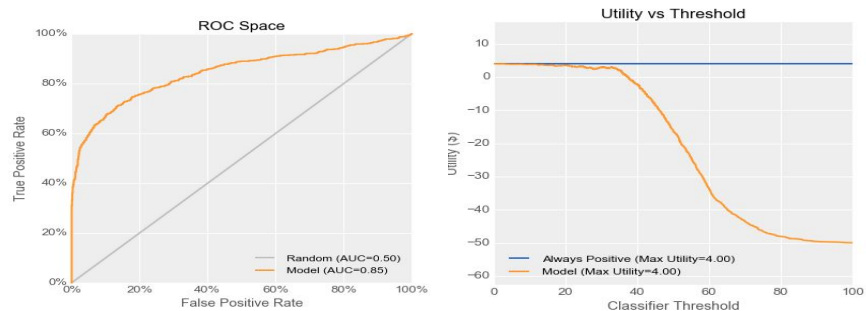 ROC Space
100%
80%
60%
40%
20%
0%
True Positive Rate
0%
20%
40%
60%
80%
100%
False Positive Rate
Random (AUC=0.50)
Model (AUC=0.85)
Utility vs Threshold
10
0
−10
−20
−30
−40
−50
−60
Utility ($)
0
20
40
60
80
100
Classifier Threshold
Always Positive (Max Utility=4.00)
Model (Max Utility=4.00)